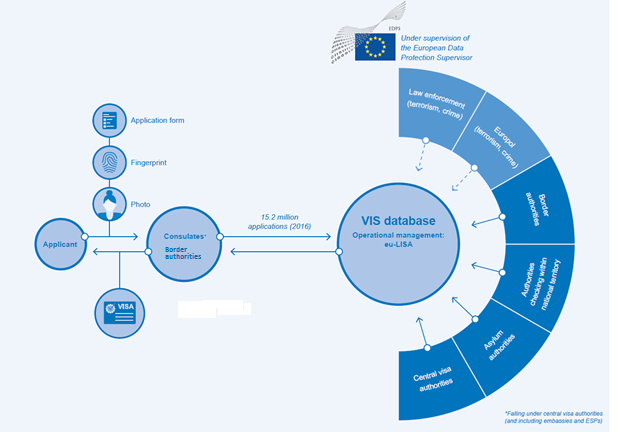 EDPS
Under supervision of
the European Data
Protection Supervisor
Law enforcement
(terrorism, crime)
Europol
(terrorism, crime)
Border
authorities
Authorities
checking within
national territory
Asylum
authorities
Central visa
authorities
Application form
Fingerprint
Photo
Applicant
Consulates*
Border
authorities
15.2 million
applications (2016)
VIS database
Operational management:
eu-LISA
VISA
*Falling under central visa authorities
(and including embassies and ESPs)